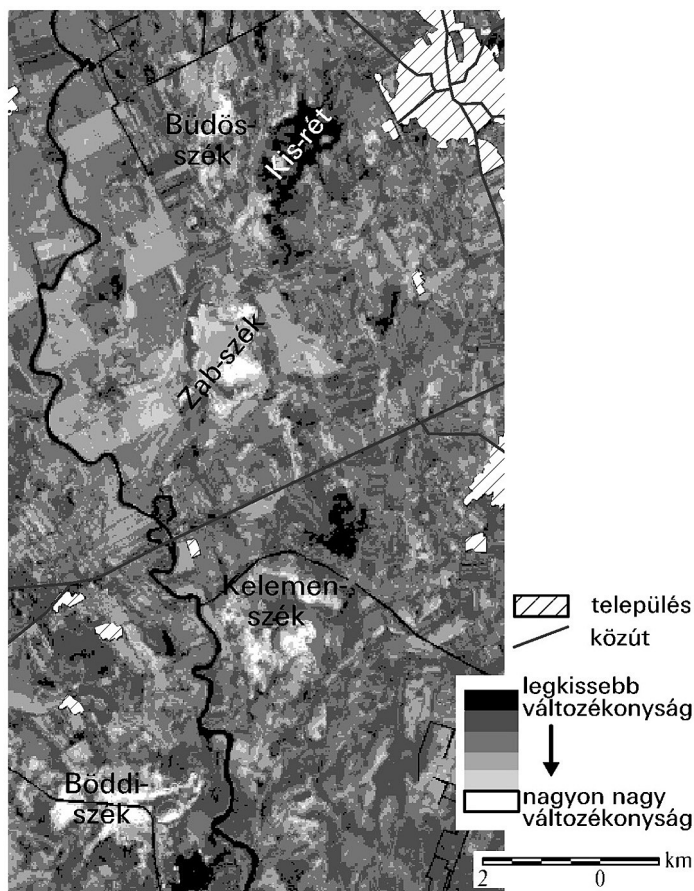 Büdös-
szék
Kis-rét
Zab-szék
Kelemen-
szék
Böddi-
szék
település
közút
legkissebb
változékonyság
nagyon nagy
változékonyság
2 0 km